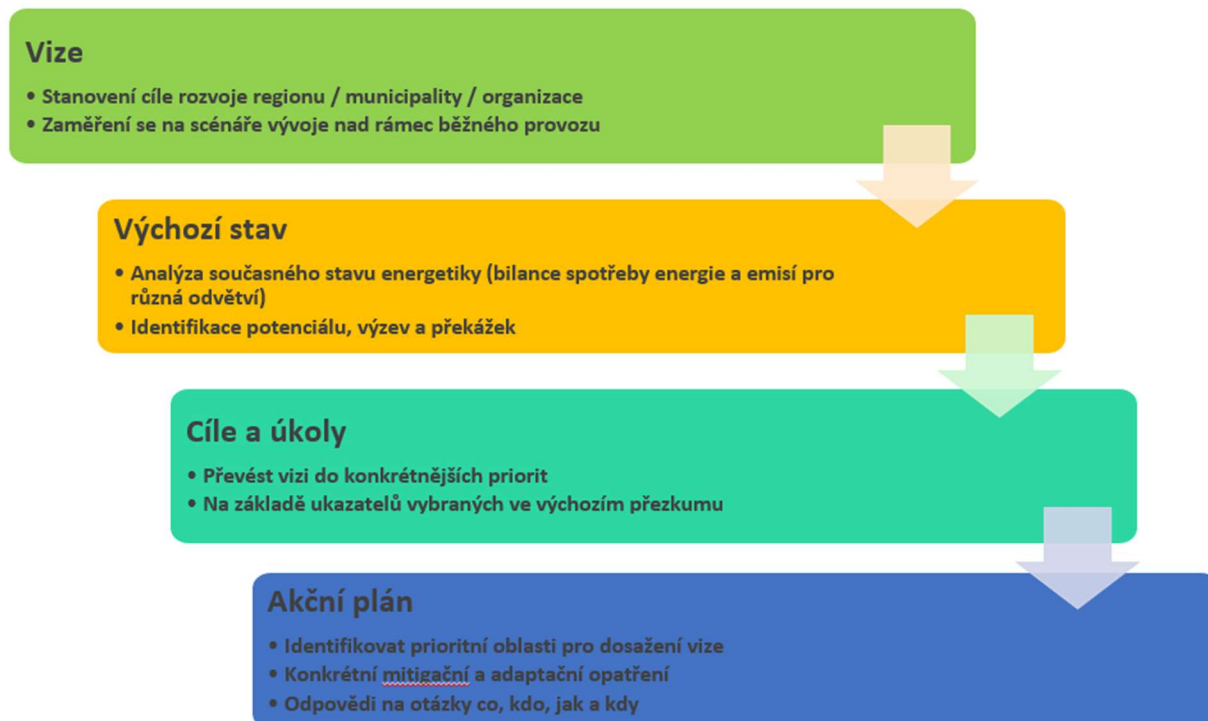 Vize
• Stanovení cíle rozvoje regionu / municipality / organizace
• Zaměření se na scénáře vývoje nad rámec běžného provozu
Výchozí stav
• Analýza současného stavu energetiky (bilance spotřeby energie a emisí pro
různá odvětví)
• Identifikace potenciálu, výzev a překážek
Cíle a úkoly
• Převést vizi do konkrétnějších priorit
• Na základě ukazatelů vybraných ve výchozím přezkumu
Akční plán
• Identifikovat prioritní oblasti pro dosažení vize
• Konkrétní mitigační a adaptační opatření
• Odpovědi na otázky co, kdo, jak a kdy